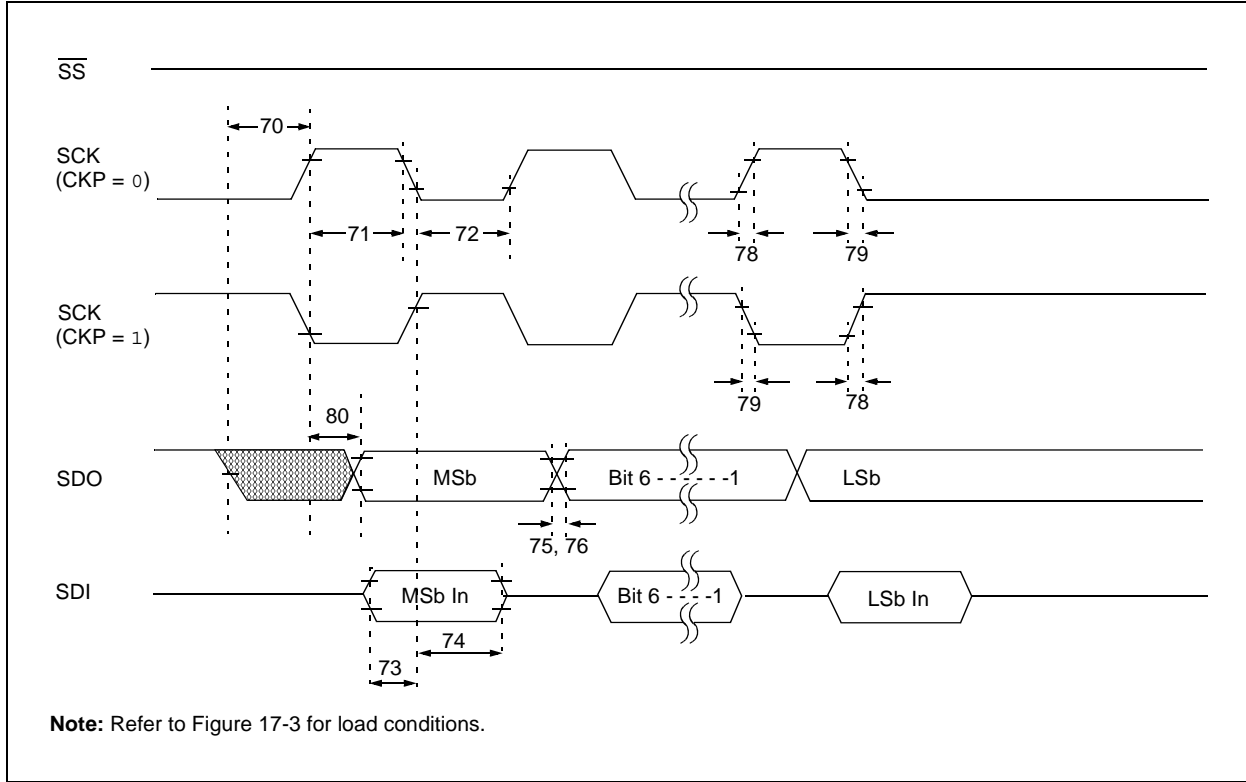 SS
70
SCK
(CKP = 0)
71
72
78
79
SCK
(CKP = 1)
79
78
80
SDO
MSb
Bit 6 - - - - - - -1
LSb
75, 76
SDI
MSb In
Bit 6 - - - - -1
LSb In
74
73
Note: Refer to Figure 17-3 for load conditions.